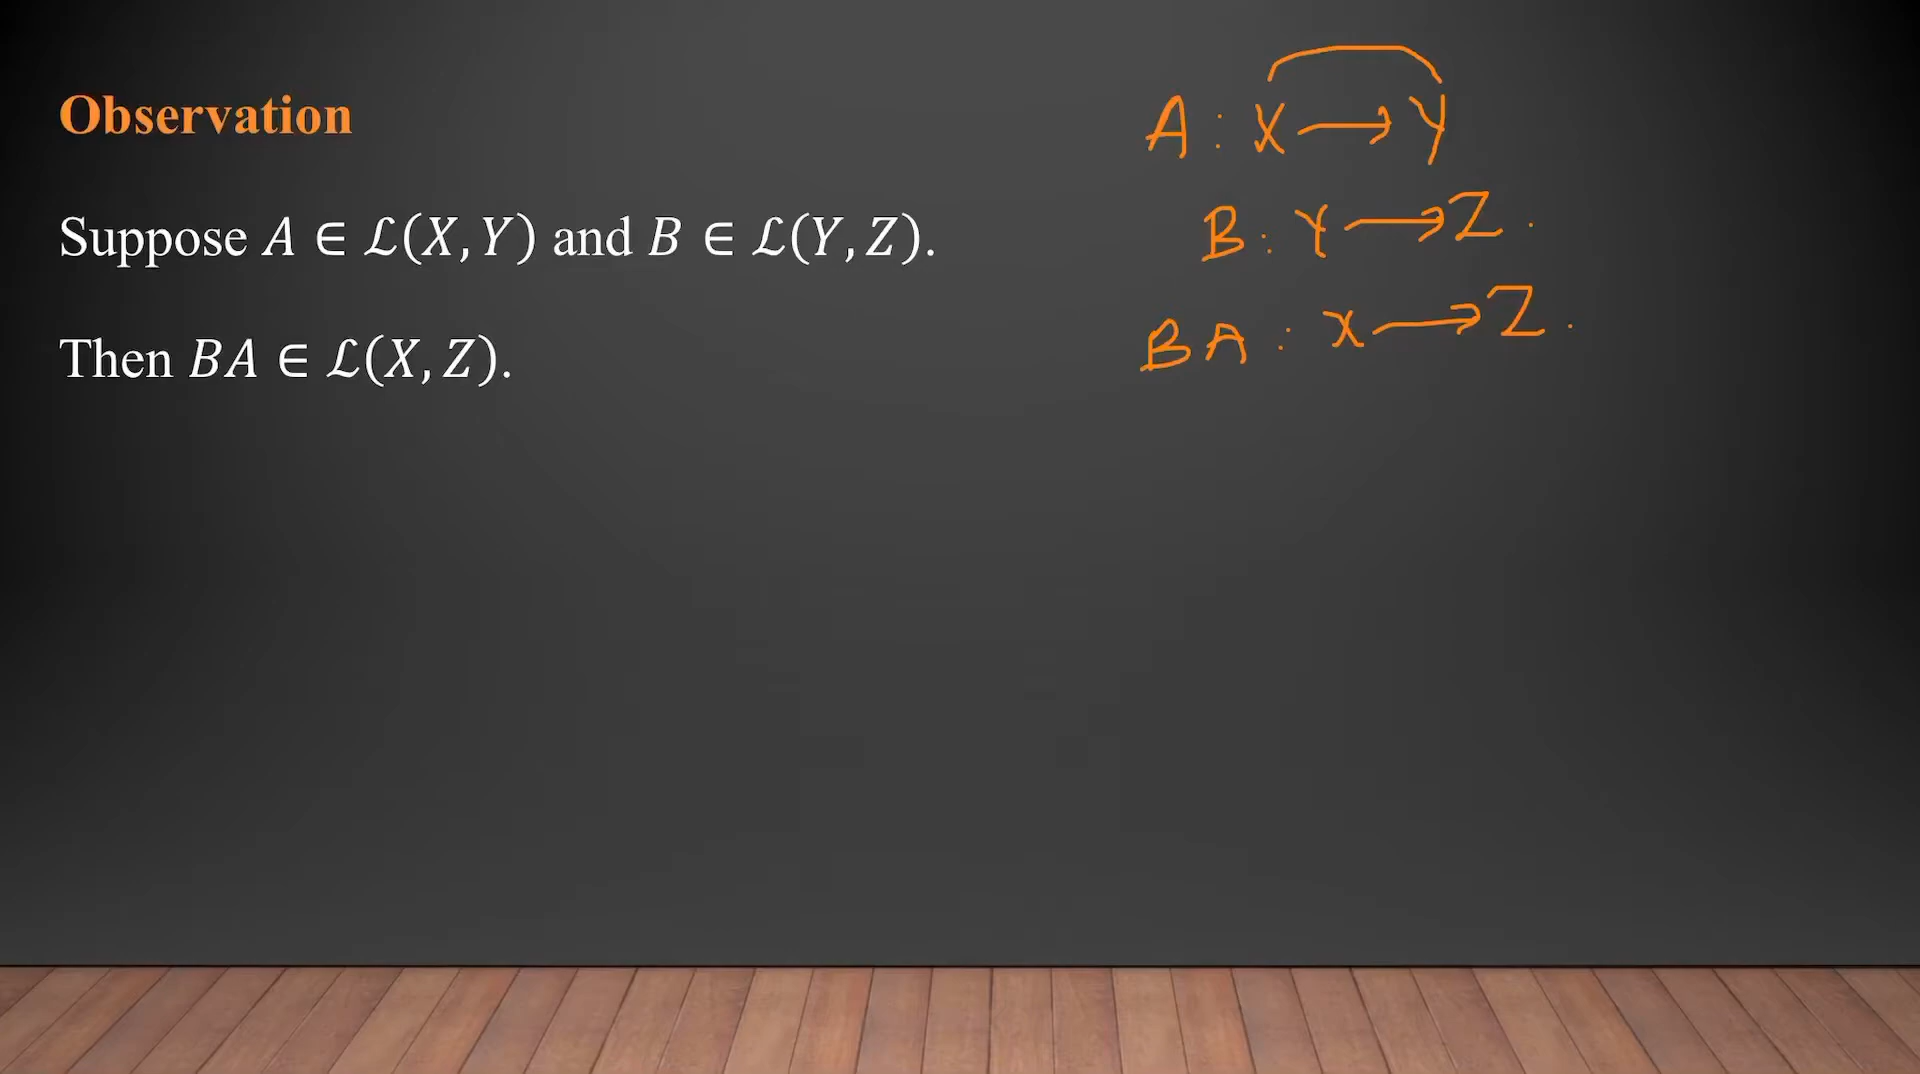 Observation
Suppose A ∈ ℒ(X, Y) and B ∈ ℒ(Y, Z).
Then BA ∈ ℒ(X, Z).
A : X ⟶ Y
B : Y ⟶ Z.
BA : X ⟶ Z.